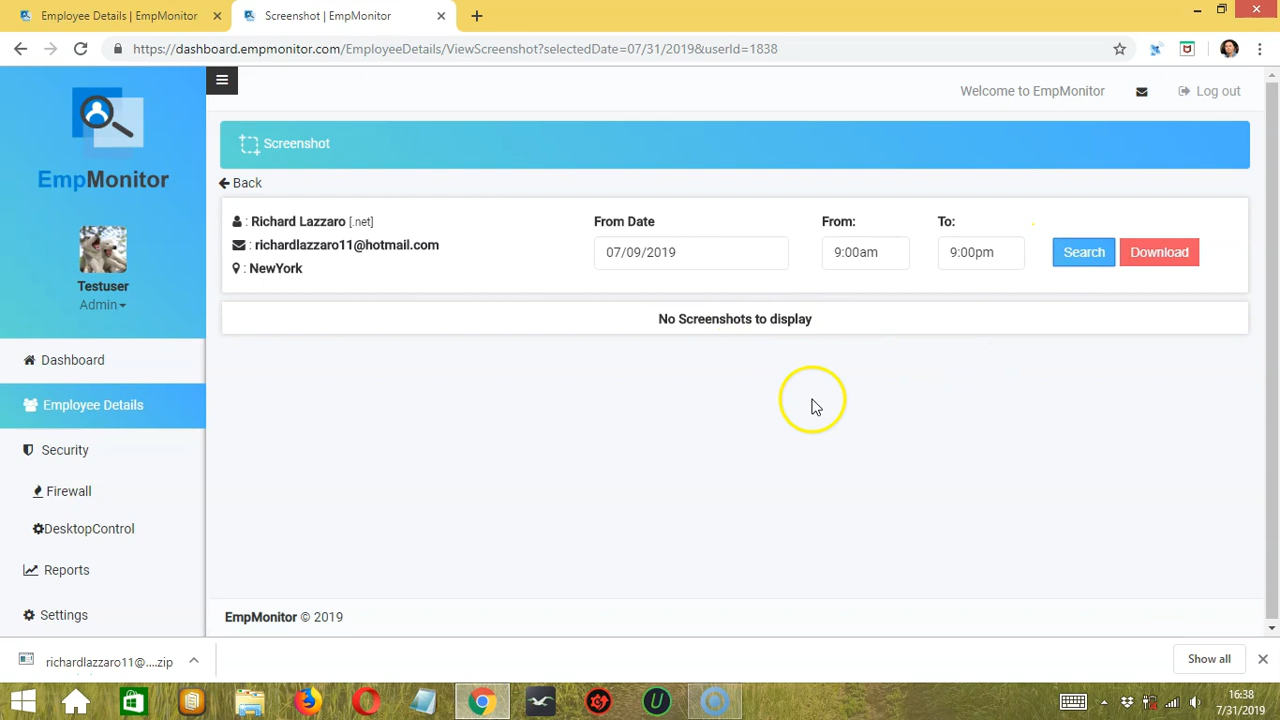 Employee Details | EmpMonitor
Screenshot | EmpMonitor
https://dashboard.empmonitor.com/EmployeeDetails/ViewScreenshot?selectedDate=07/31/2019&userId=1838
Welcome to EmpMonitor
Log out
EmpMonitor
Testuser
Admin
Dashboard
Employee Details
Security
Firewall
DesktopControl
Reports
Settings
Screenshot
Back
: Richard Lazzaro [.net]
: richardlazzaro11@hotmail.com
: NewYork
From Date
From:
To:
07/09/2019
9:00am
9:00pm
Search
Download
No Screenshots to display
EmpMonitor © 2019
richardlazzaro11@....zip
Show all
16:38
7/31/2019